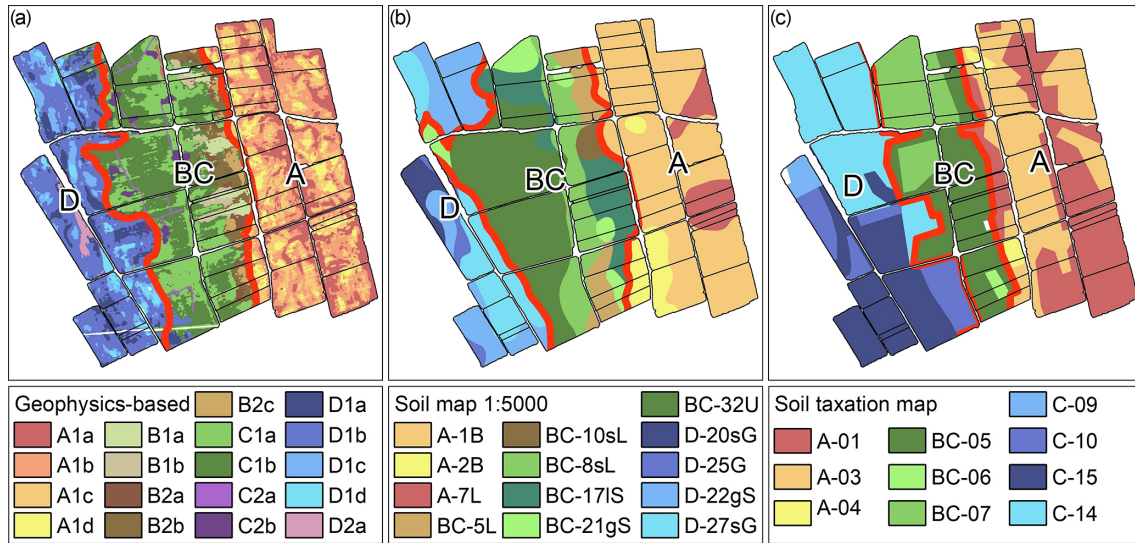 (a)
D
BC
A
(b)
D
BC
A
(c)
D
BC
A
Geophysics-based
A1a
A1b
A1c
A1d
B1a
B1b
B2a
B2b
B2c
C1a
C1b
C2a
C2b
D1a
D1b
D1c
D1d
D2a
Soil map 1:5000
A-1B
A-2B
A-7L
BC-5L
BC-10sL
BC-8sL
BC-17lS
BC-21gS
BC-32U
D-20sG
D-25G
D-22gS
D-27sG
Soil taxation map
A-01
A-03
A-04
BC-05
BC-06
BC-07
C-09
C-10
C-15
C-14